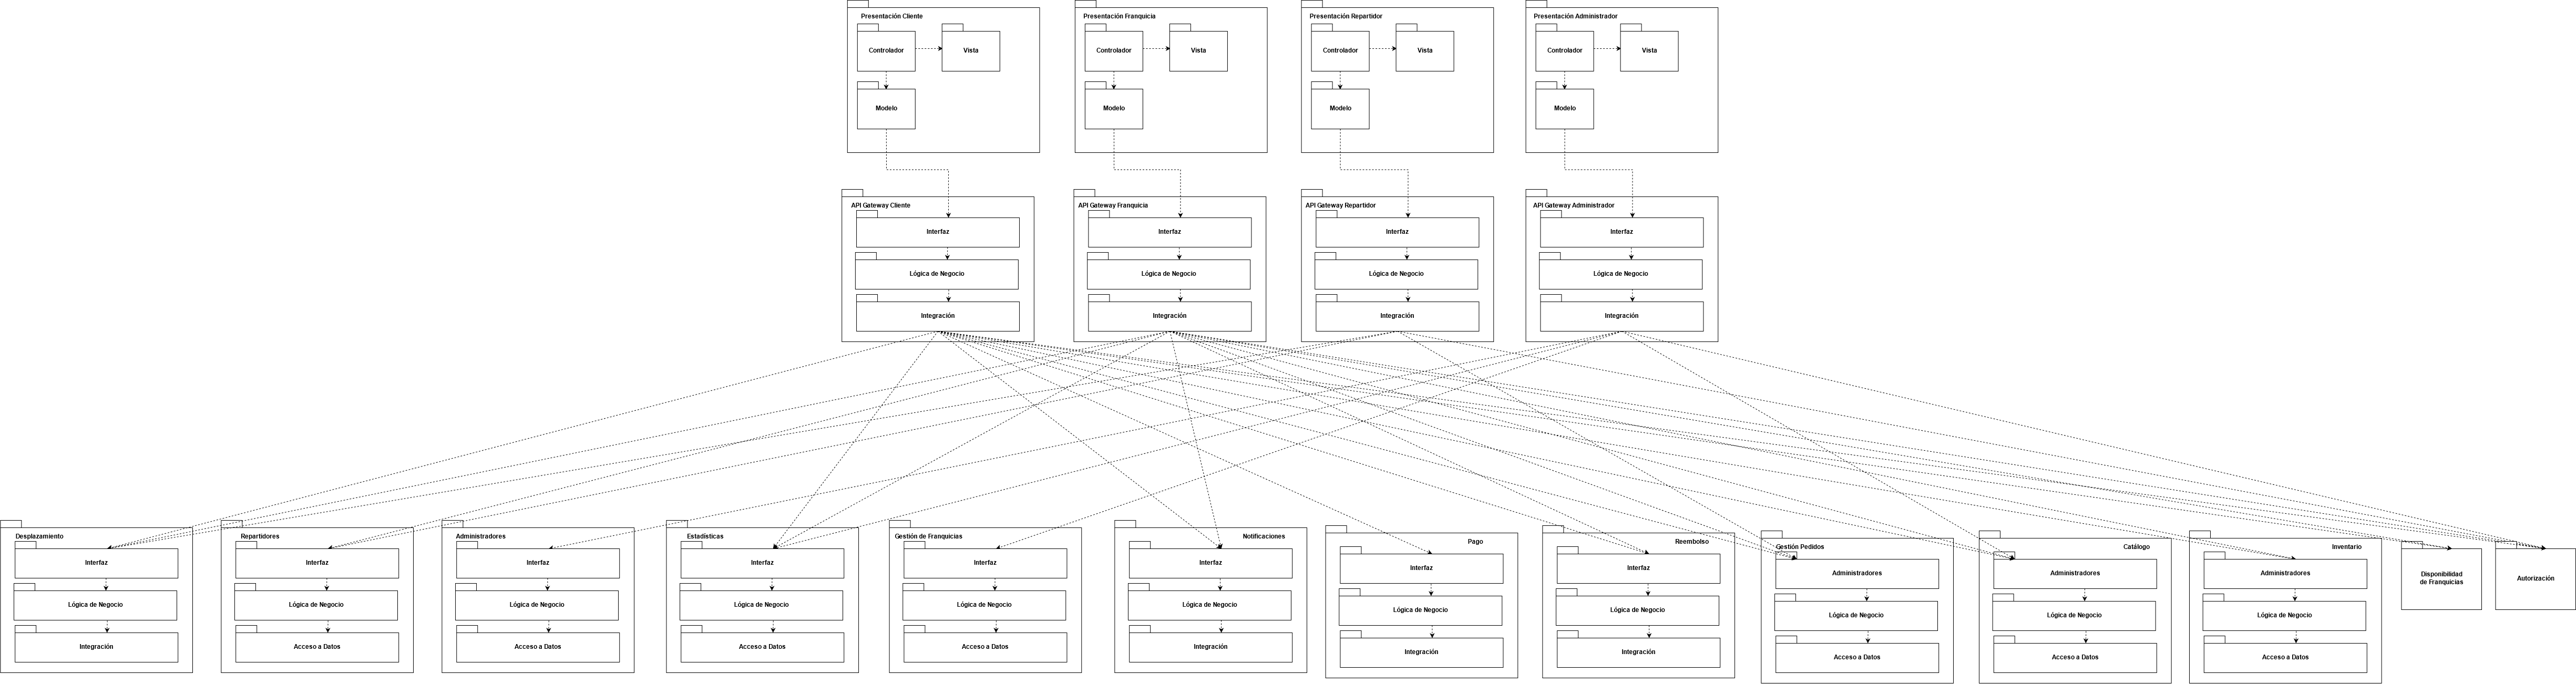 Presentación Cliente
Controlador
Vista
Modelo
Presentación Franquicia
Controlador
Vista
Modelo
Presentación Repartidor
Controlador
Vista
Modelo
Presentación Administrador
Controlador
Vista
Modelo
API Gateway Cliente
Interfaz
Lógica de Negocio
Integración
API Gateway Franquicia
Interfaz
Lógica de Negocio
Integración
API Gateway Repartidor
Interfaz
Lógica de Negocio
Integración
API Gateway Administrador
Interfaz
Lógica de Negocio
Integración
Desplazamiento
Interfaz
Lógica de Negocio
Integración
Repartidores
Interfaz
Lógica de Negocio
Acceso a Datos
Administradores
Interfaz
Lógica de Negocio
Acceso a Datos
Estadísticas
Interfaz
Lógica de Negocio
Acceso a Datos
Gestión de Franquicias
Interfaz
Lógica de Negocio
Acceso a Datos
Notificaciones
Interfaz
Lógica de Negocio
Integración
Pago
Interfaz
Lógica de Negocio
Integración
Reembolso
Interfaz
Lógica de Negocio
Integración
Gestión Pedidos
Administradores
Lógica de Negocio
Acceso a Datos
Catálogo
Administradores
Lógica de Negocio
Acceso a Datos
Inventario
Administradores
Lógica de Negocio
Acceso a Datos
Disponibilidad
de Franquicias
Autorización